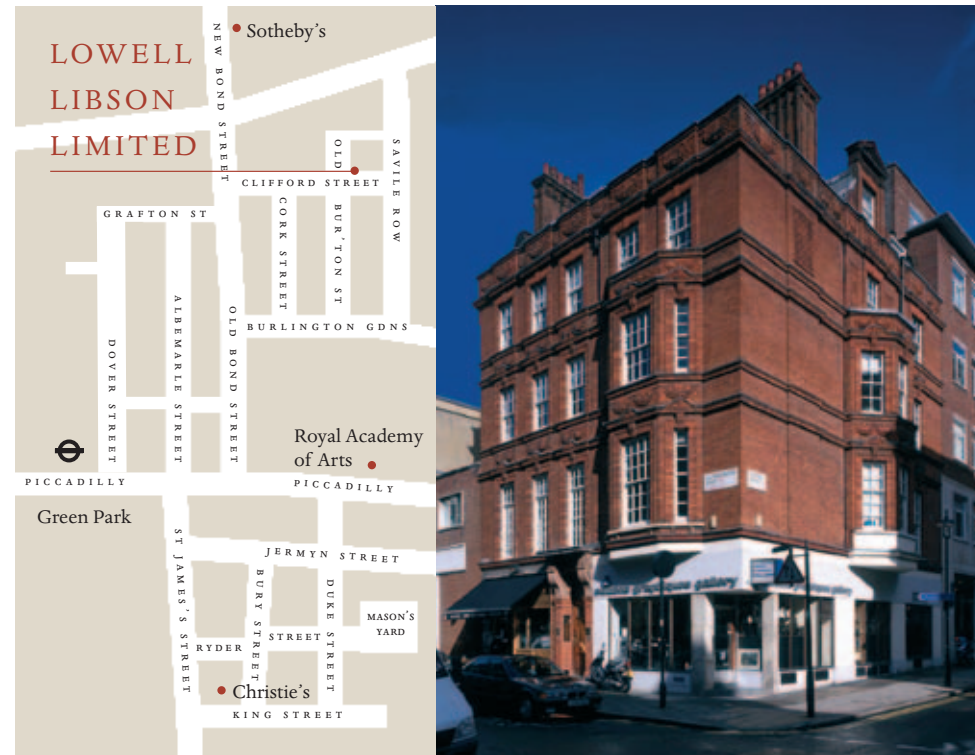 Sotheby's
LOWELL
LIBSON
LIMITED
NEW BOND STREET
OLD BUR'TON ST
SAVILE ROW
CLIFFORD STREET
CORK STREET
GRAFTON ST
ALBEMARLE STREET
OLD BOND STREET
BURLINGTON GDNS
DOVER STREET
Royal Academy
of Arts
PICCADILLY
PICCADILLY
Green Park
ST JAMES'S STREET
JERMYN STREET
BURY STREET
DUKE STREET
MASON'S
YARD
RYDER STREET
Christie's
KING STREET
gallery
gallery